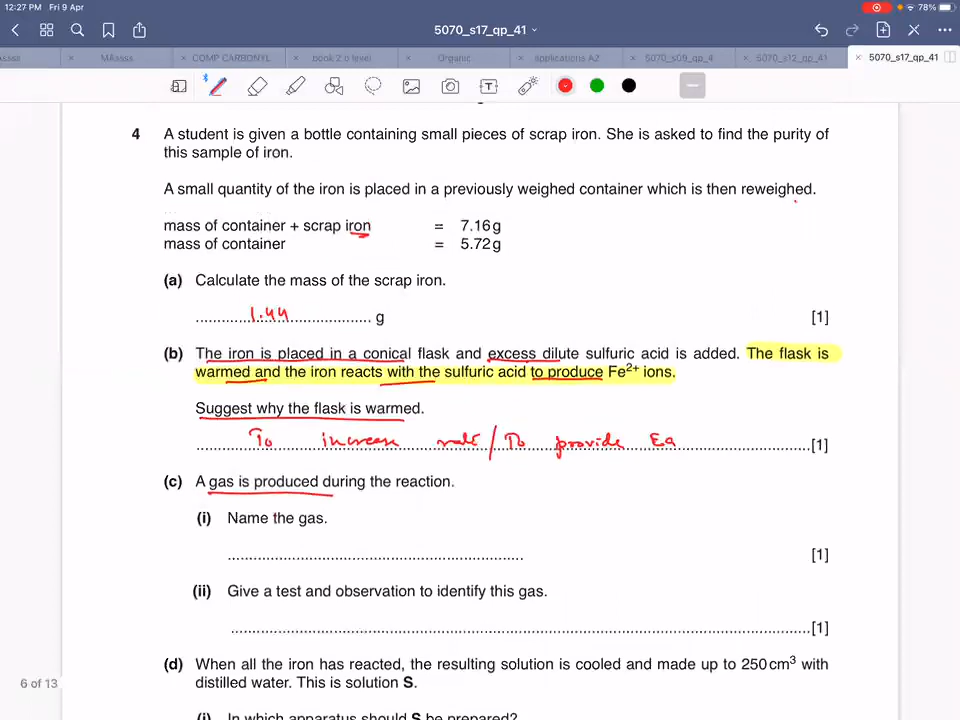 12:27 PM Fri 9 Apr
78%
5070_s17_qp_41
MAssss
COMP CARBONYL
book 2 o level
Organic
applications A2
5070_s09_qp_4
5070_s12_qp_41
5070_s17_qp_41
4 A student is given a bottle containing small pieces of scrap iron. She is asked to find the purity of
this sample of iron.
A small quantity of the iron is placed in a previously weighed container which is then reweighed.
mass of container + scrap iron = 7.16 g
mass of container = 5.72 g
(a) Calculate the mass of the scrap iron.
1.44 g [1]
(b) The iron is placed in a conical flask and excess dilute sulfuric acid is added. The flask is
warmed and the iron reacts with the sulfuric acid to produce Fe²⁺ ions.
Suggest why the flask is warmed.
To increase rate / To provide Ea [1]
(c) A gas is produced during the reaction.
(i) Name the gas.
[1]
(ii) Give a test and observation to identify this gas.
[1]
(d) When all the iron has reacted, the resulting solution is cooled and made up to 250 cm³ with
distilled water. This is solution S.
6 of 13
(i) In which apparatus should S be prepared?